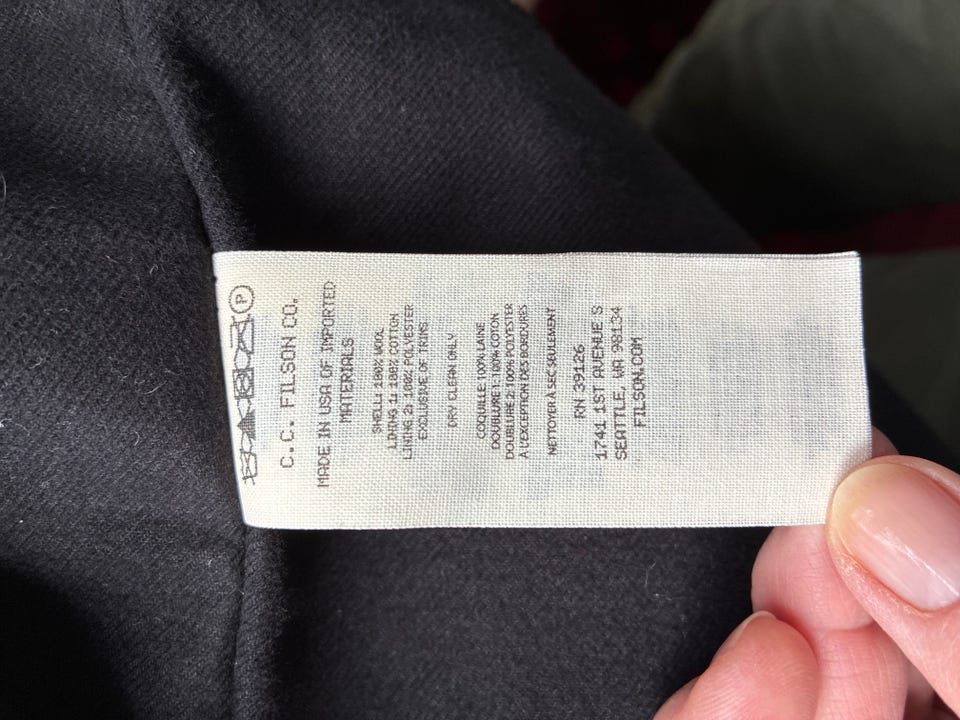 P
C.C. FILSON CO.
MADE IN USA OF IMPORTED
MATERIALS
SHELL: 100% WOOL
LINING 1: 100% COTTON
LINING 2: 100% POLYESTER
EXCLUSIVE OF TRIMS
DRY CLEAN ONLY
COQUILLE: 100% LAINE
DOUBLURE 1: 100% COTON
DOUBLURE 2: 100% POLYESTER
À L'EXCEPTION DES BORDURES
NETTOYER À SEC SEULEMENT
RN 39126
1741 1ST AVENUE S
SEATTLE, WA 98134
FILSON.COM